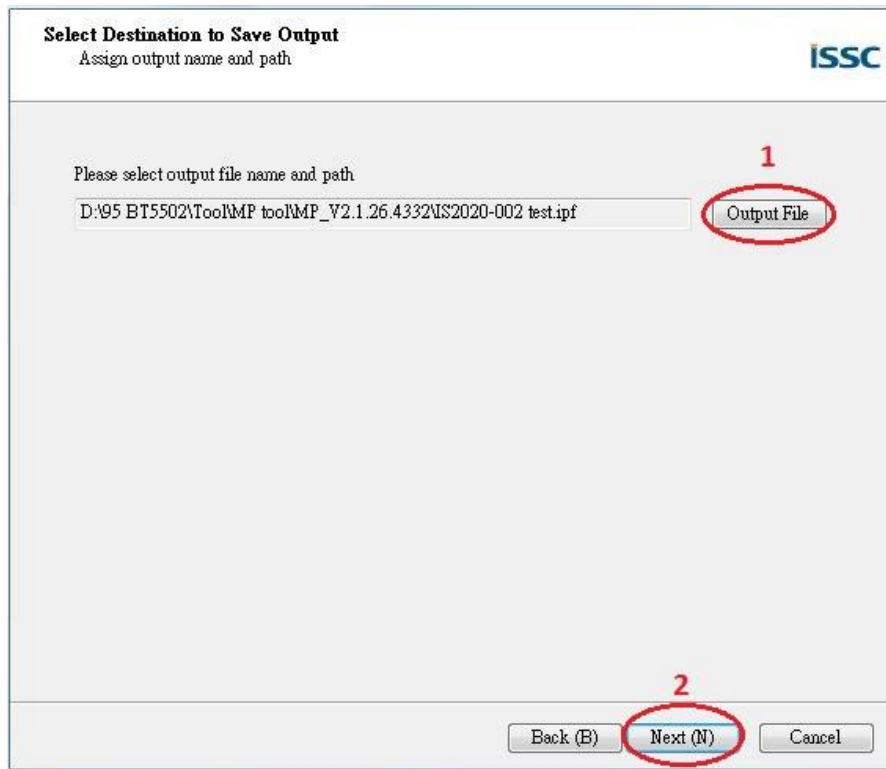 Select Destination to Save Output
Assign output name and path
ISSC
Please select output file name and path
1
D:\95 BT5502\Tool\MP tool\MP_V2.1.26.4332\IS2020-002 test.ipf
Output File
2
Back (B)
Next (N)
Cancel